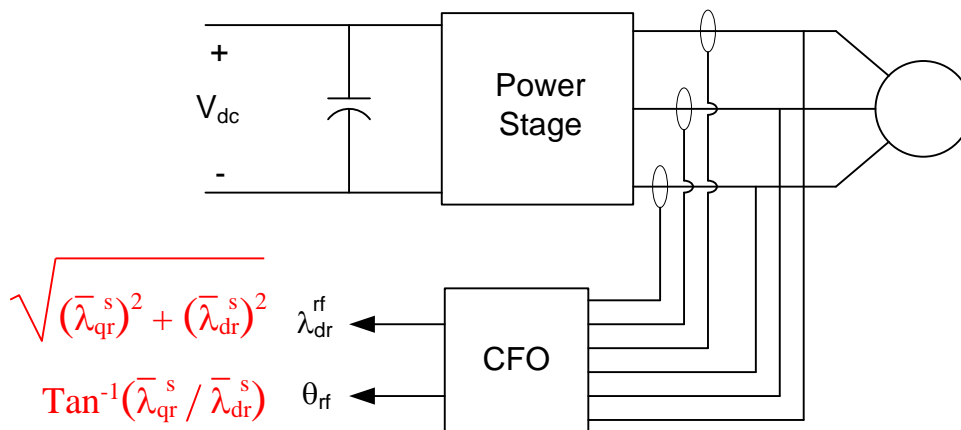 +
V_dc
-
Power
Stage
√((λ̅_qr^s)^2 + (λ̅_dr^s)^2) λ_dr^rf
CFO
Tan^-1(λ̅_qr^s / λ̅_dr^s) θ_rf